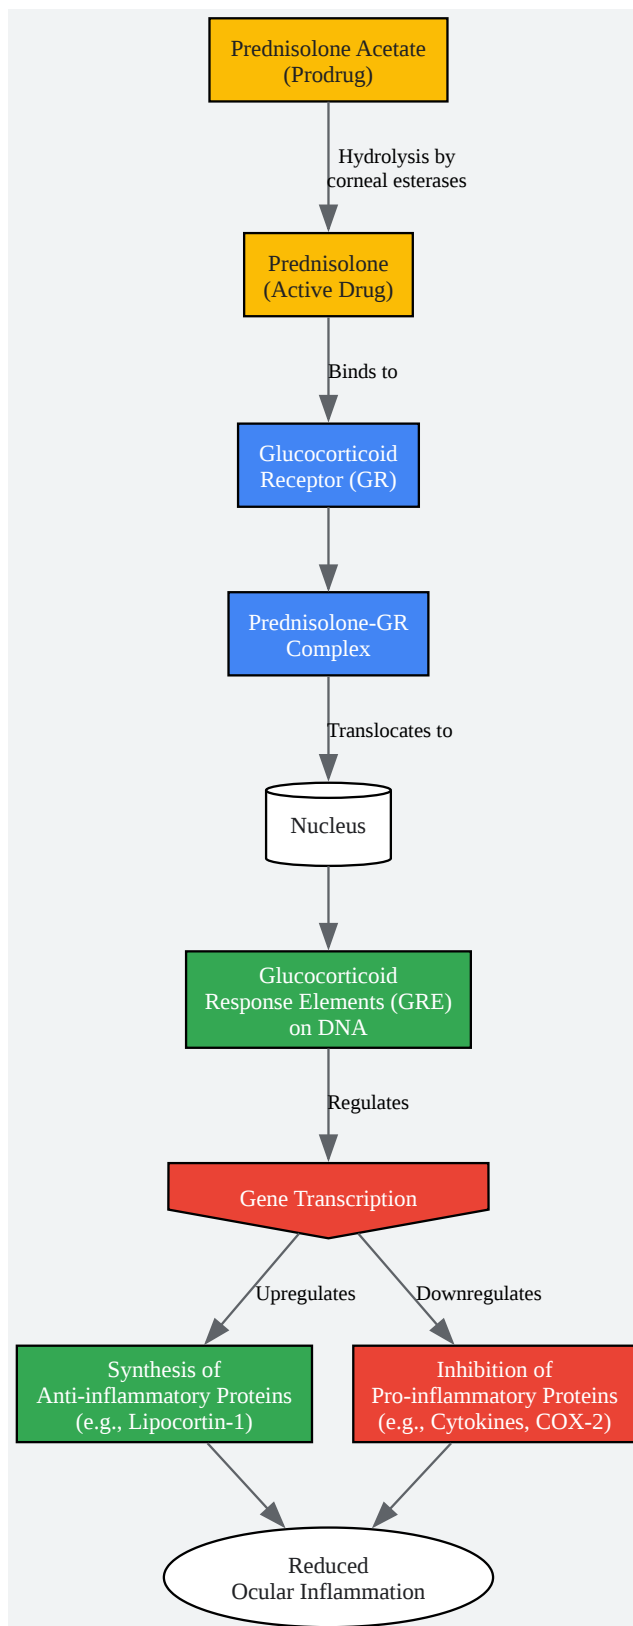 Prednisolone Acetate
(Prodrug)
Hydrolysis by
corneal esterases
Prednisolone
(Active Drug)
Binds to
Glucocorticoid
Receptor (GR)
Prednisolone-GR
Complex
Translocates to
Nucleus
Glucocorticoid
Response Elements (GRE)
on DNA
Regulates
Gene Transcription
Upregulates
Downregulates
Synthesis of
Anti-inflammatory Proteins
(e.g., Lipocortin-1)
Inhibition of
Pro-inflammatory Proteins
(e.g., Cytokines, COX-2)
Reduced
Ocular Inflammation